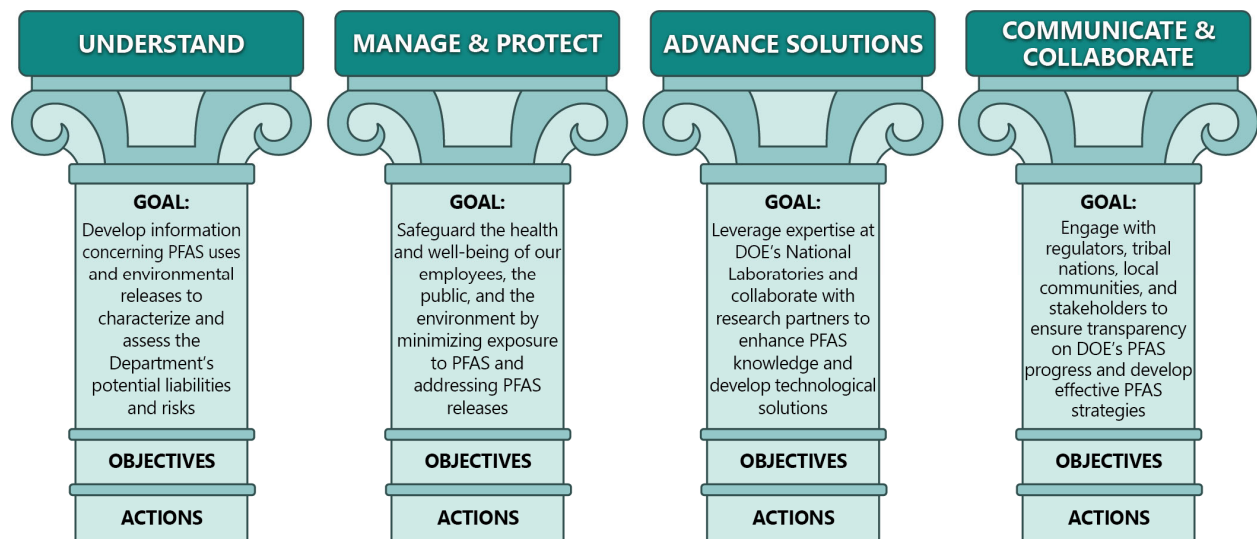 UNDERSTAND
GOAL:
Develop information
concerning PFAS uses
and environmental
releases to
characterize and
assess the
Department's
potential liabilities
and risks
OBJECTIVES
ACTIONS
MANAGE & PROTECT
GOAL:
Safeguard the health
and well-being of our
employees, the
public, and the
environment by
minimizing exposure
to PFAS and
addressing PFAS
releases
OBJECTIVES
ACTIONS
ADVANCE SOLUTIONS
GOAL:
Leverage expertise at
DOE's National
Laboratories and
collaborate with
research partners to
enhance PFAS
knowledge and
develop technological
solutions
OBJECTIVES
ACTIONS
COMMUNICATE &
COLLABORATE
GOAL:
Engage with
regulators, tribal
nations, local
communities, and
stakeholders to
ensure transparency
on DOE's PFAS
progress and develop
effective PFAS
strategies
OBJECTIVES
ACTIONS